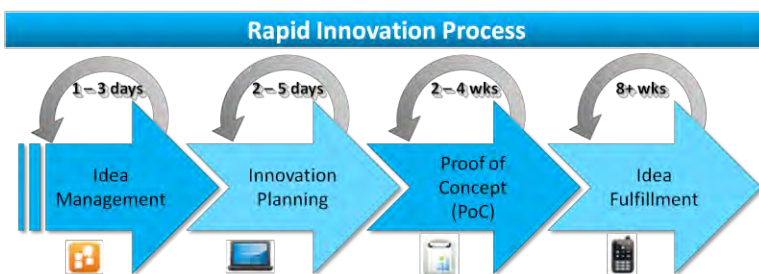 Rapid Innovation Process
1 – 3 days
2 – 5 days
2 – 4 wks
8+ wks
Idea
Management
Innovation
Planning
Proof of
Concept
(PoC)
Idea
Fulfillment